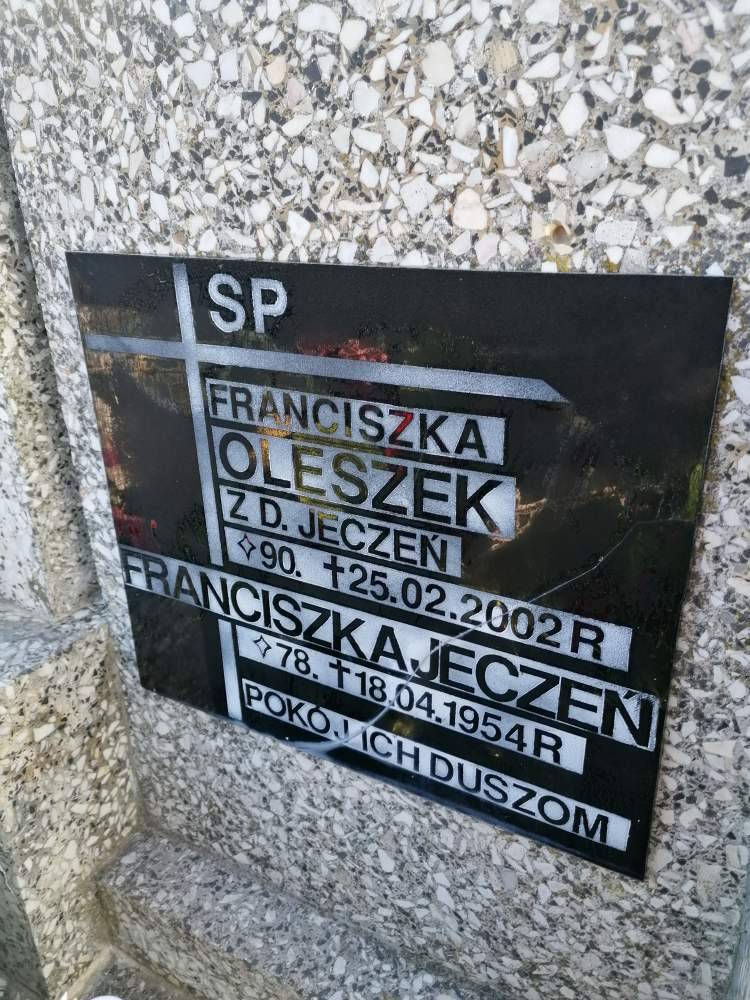 SP
FRANCISZKA
OLESZEK
Z D. JECZEŃ
✧90. ✝25.02.2002R
FRANCISZKA JECZEŃ
✧78. ✝18.04.1954R
POKÓJ ICH DUSZOM